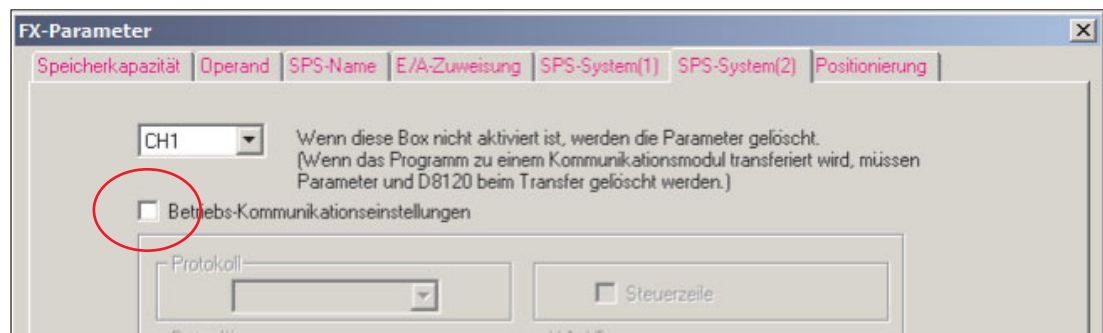 FX-Parameter
Speicherkapazität Operand SPS-Name E/A-Zuweisung SPS-System(1) SPS-System(2) Positionierung
CH1
Wenn diese Box nicht aktiviert ist, werden die Parameter gelöscht.
(Wenn das Programm zu einem Kommunikationsmodul transferiert wird, müssen
Parameter und D8120 beim Transfer gelöscht werden.)
Betriebs-Kommunikationseinstellungen
Protokoll
Steuerzeile